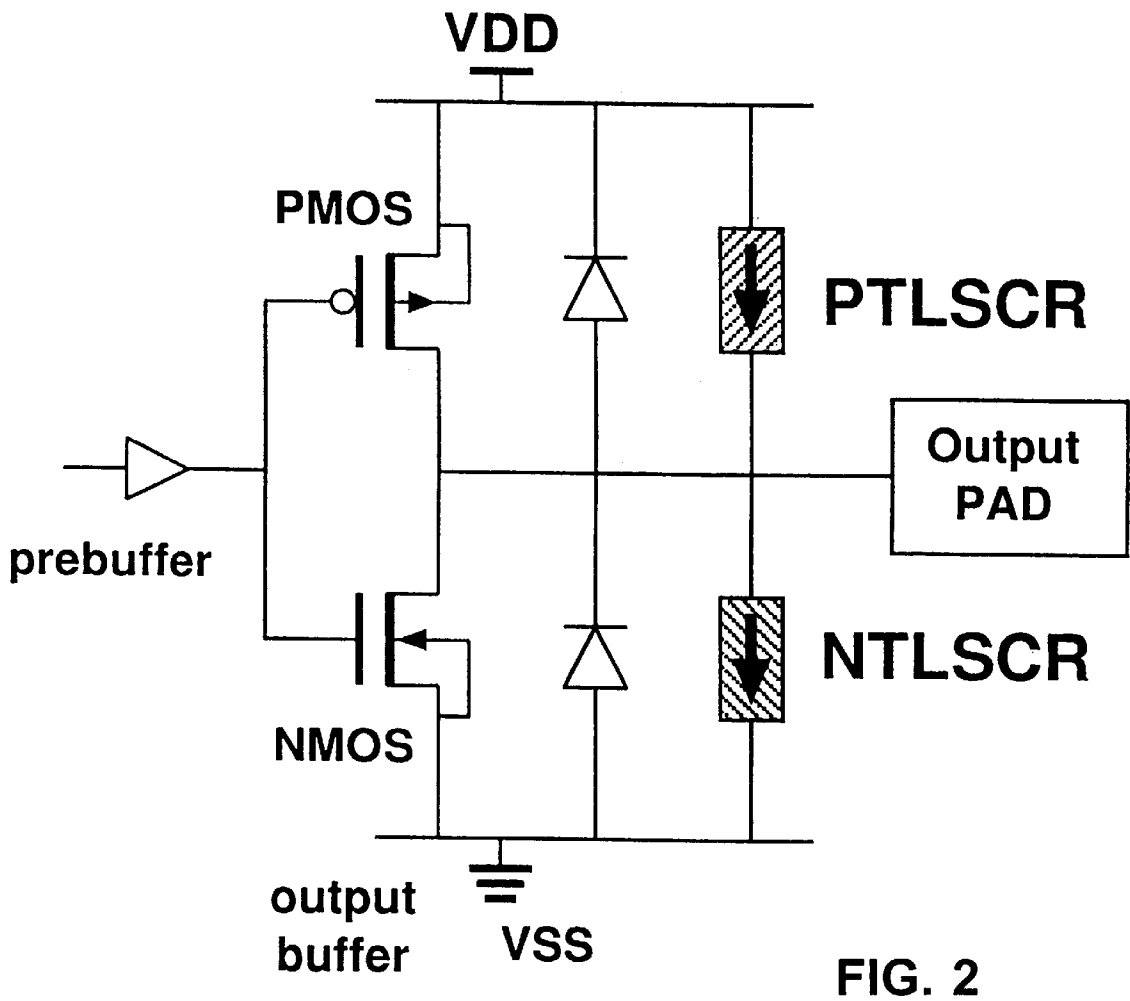 VDD
PMOS
PTLSCR
Output
PAD
prebuffer
NTLSCR
NMOS
output
buffer
VSS
FIG. 2